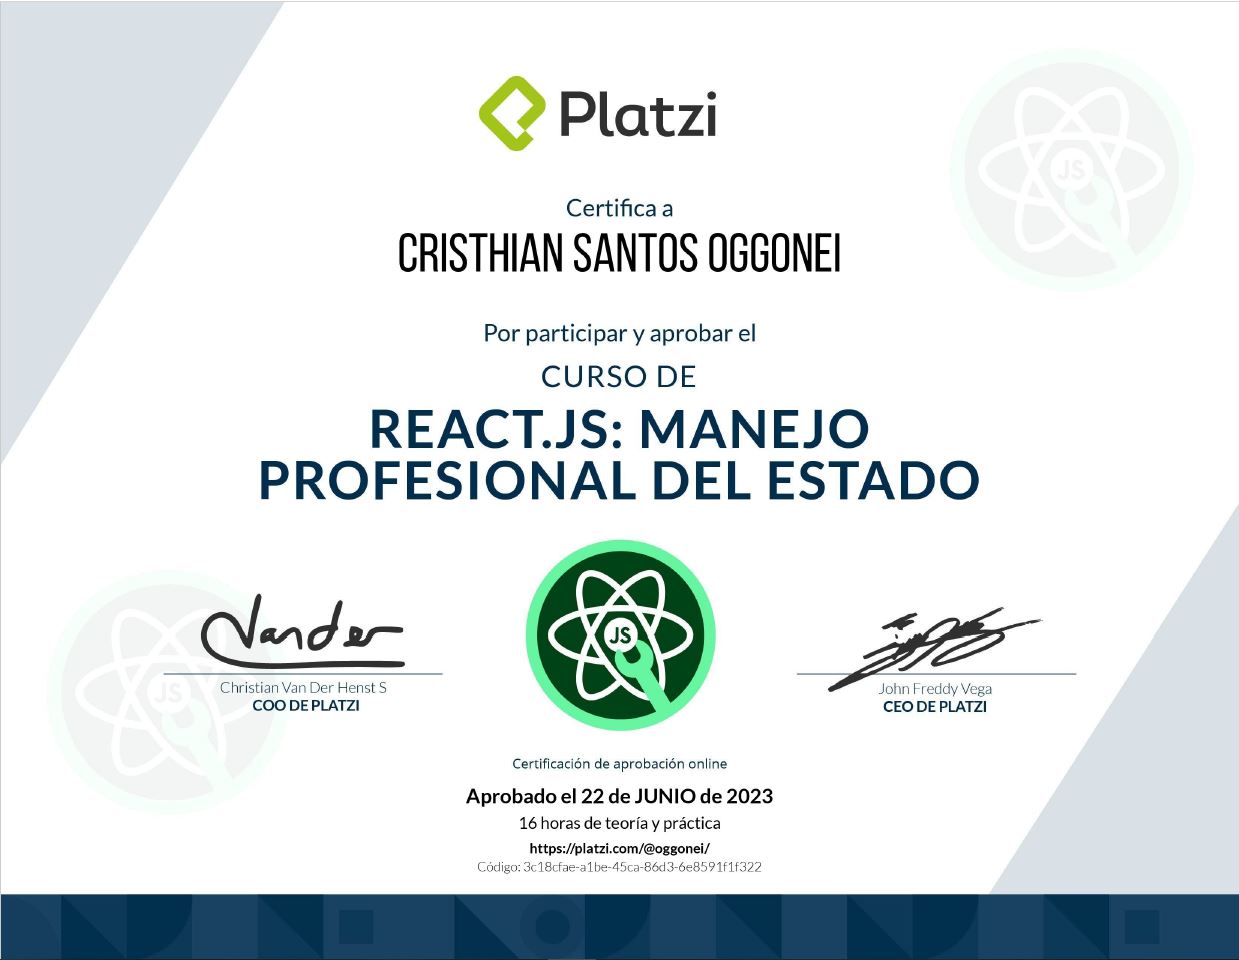 Platzi
Certifica a
CRISTHIAN SANTOS OGGONEI
Por participar y aprobar el
CURSO DE
REACT.JS: MANEJO
PROFESIONAL DEL ESTADO
JS
JS
Vander
JS
Christian Van Der Henst S
COO DE PLATZI
John Freddy Vega
CEO DE PLATZI
Certificación de aprobación online
Aprobado el 22 de JUNIO de 2023
16 horas de teoría y práctica
https://platzi.com/@oggonei/
Código: 3c18cfae-a1be-45ca-86d3-6e8591f1f322